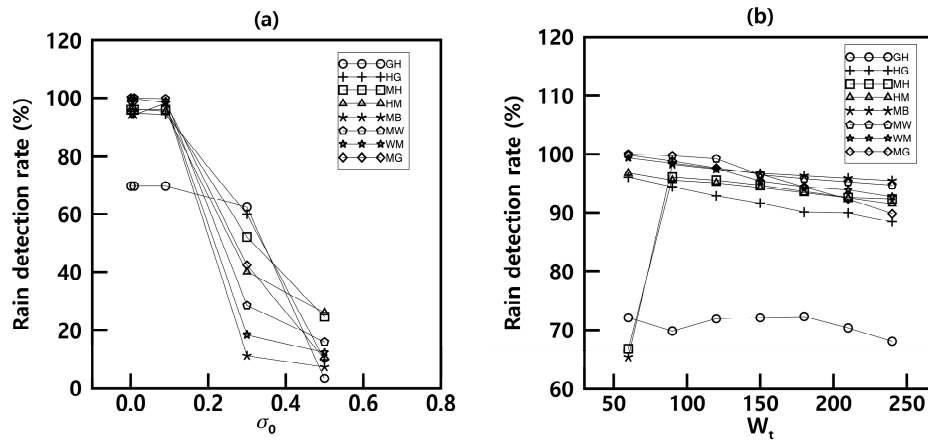 (a)
Rain detection rate (%)
120
100
80
60
40
20
0
0.0 0.2 0.4 0.6 0.8
σ0
GH
HG
MH
HM
MB
MW
WM
MG
(b)
Rain detection rate (%)
120
110
100
90
80
70
60
50 100 150 200 250
Wt
GH
HG
MH
HM
MB
MW
WM
MG